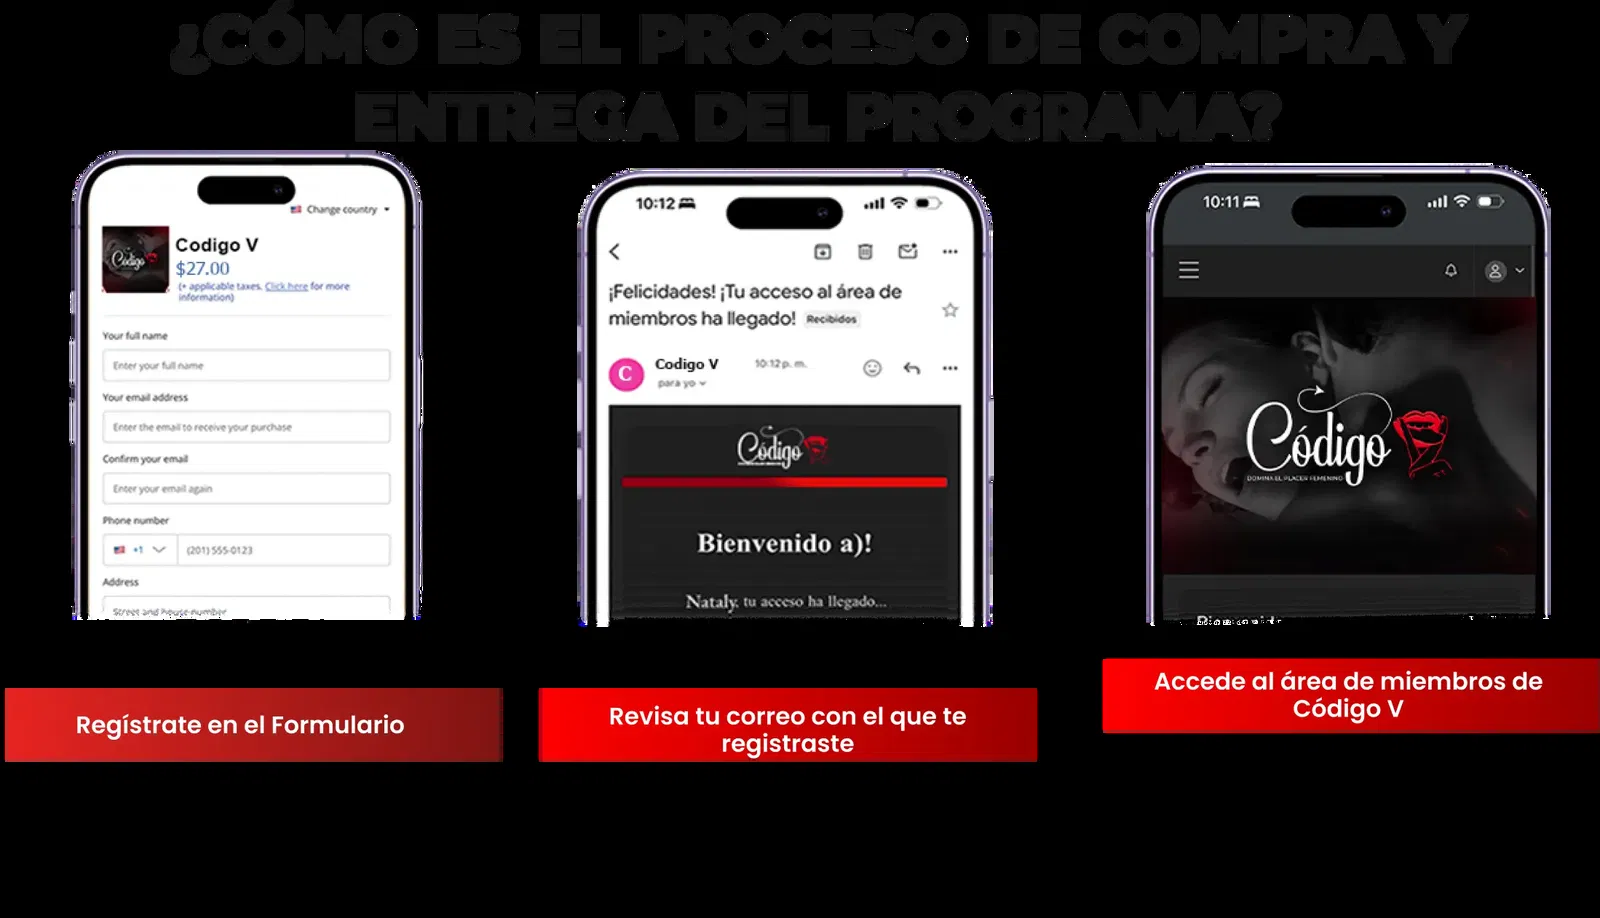 ¿CÓMO ES EL PROCESO DE COMPRA Y
ENTREGA DEL PROGRAMA?
Change country
Código
Codigo V
$27.00
(+ applicable taxes. Click here for more
information)
Your full name
Enter your full name
Your email address
Enter the email to receive your purchase
Confirm your email
Enter your email again
Phone number
+1
(201) 555-0123
Address
Street and house number
Regístrate en el Formulario
10:12
¡Felicidades! ¡Tu acceso al área de
miembros ha llegado! Recibidos
C
Codigo V 10:12 p. m.
para yo
Código
Bienvenido a)!
Nataly, tu acceso ha llegado...
Revisa tu correo con el que te
registraste
10:11
Código
DOMINA EL PLACER FEMENINO
Accede al área de miembros de
Código V